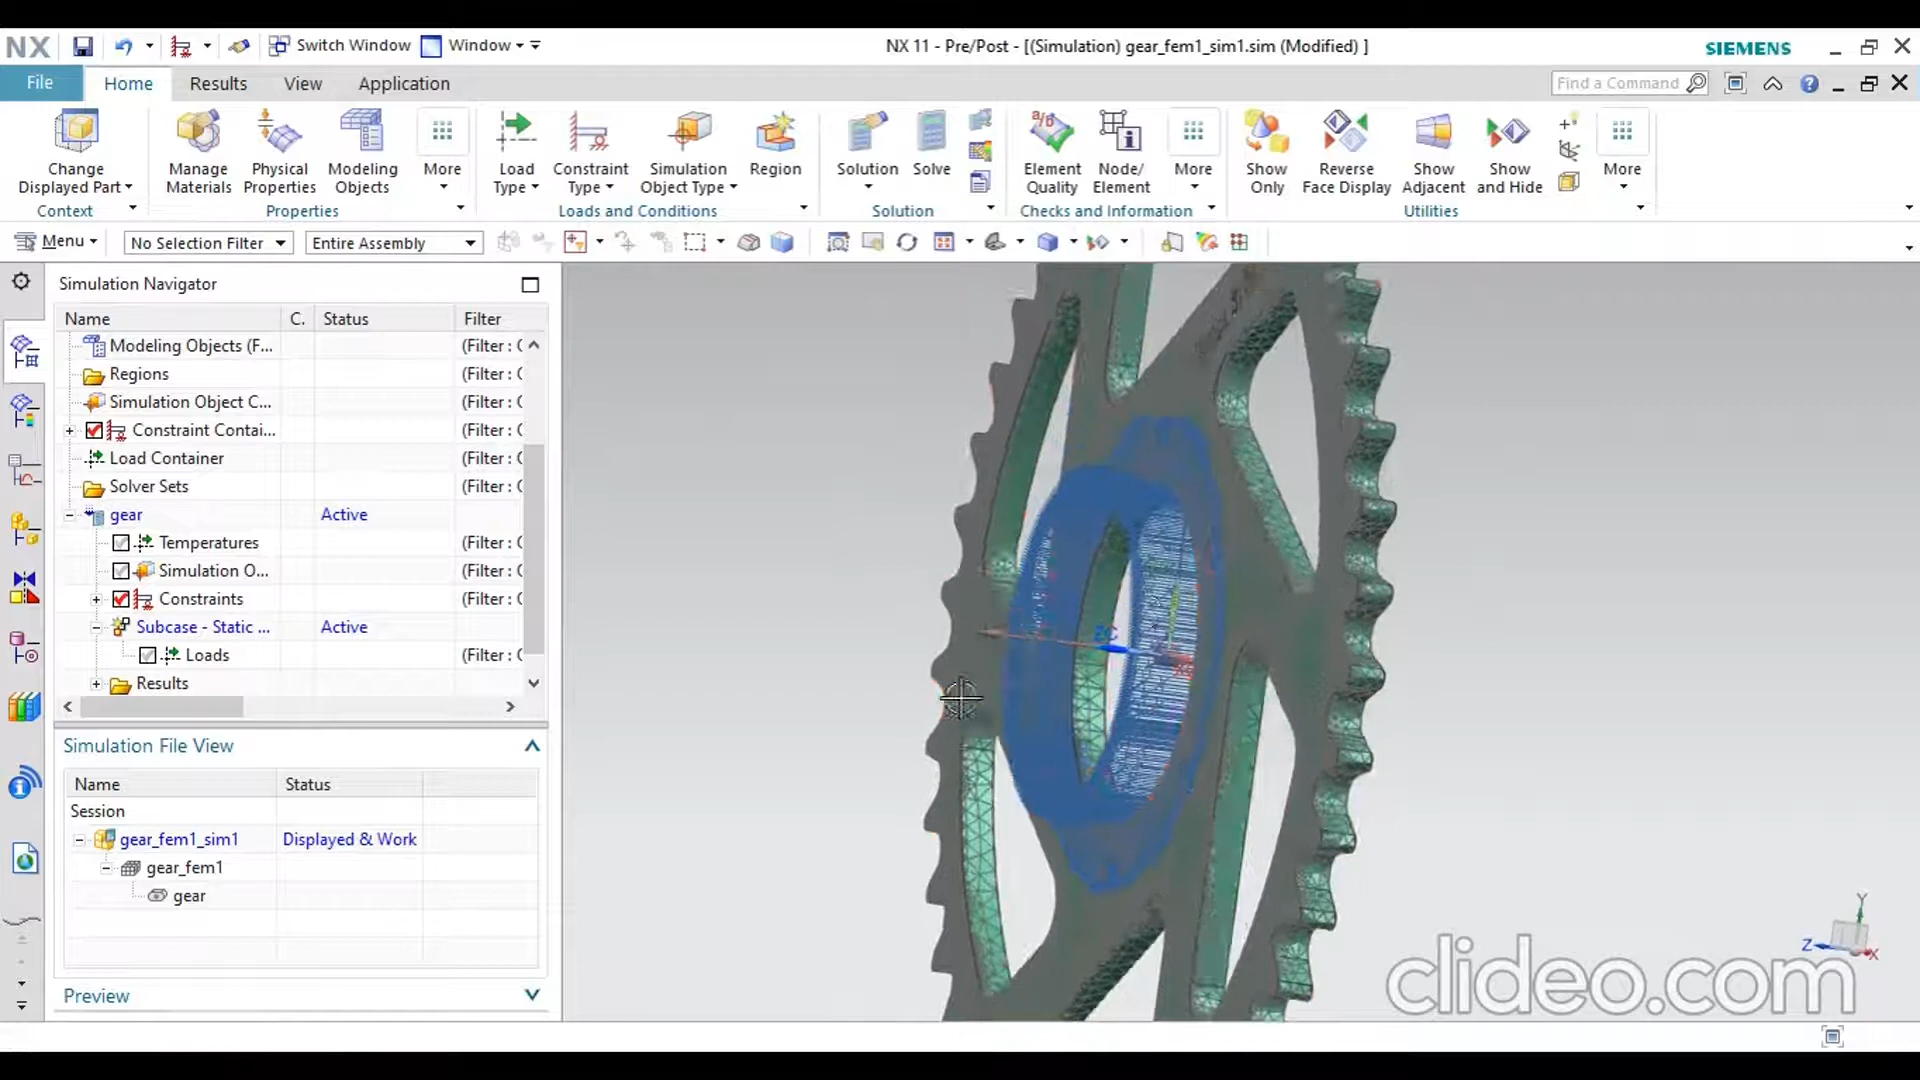 NX
Switch Window
Window
NX 11 - Pre/Post - [(Simulation) gear_fem1_sim1.sim (Modified) ]
SIEMENS
File
Home
Results
View
Application
Find a Command
Change
Displayed Part
Manage
Materials
Physical
Properties
Modeling
Objects
More
Load
Type
Constraint
Type
Simulation
Object Type
Region
Solution
Solve
Element
Quality
Node/
Element
More
Show
Only
Reverse
Face Display
Show
Adjacent
Show
and Hide
More
Context
Properties
Loads and Conditions
Solution
Checks and Information
Utilities
Menu
No Selection Filter
Entire Assembly
Simulation Navigator
Name
C.
Status
Filter
Modeling Objects (F... (Filter : (
Regions (Filter : (
Simulation Object C... (Filter : (
Constraint Contai... (Filter : (
Load Container (Filter : (
Solver Sets (Filter : (
gear Active
Temperatures (Filter : (
Simulation O... (Filter : (
Constraints (Filter : (
Subcase - Static ... Active
Loads (Filter : (
Results
Simulation File View
Name Status
Session
gear_fem1_sim1 Displayed & Work
gear_fem1
gear
Preview
ZC
Y
Z
X
clideo.com